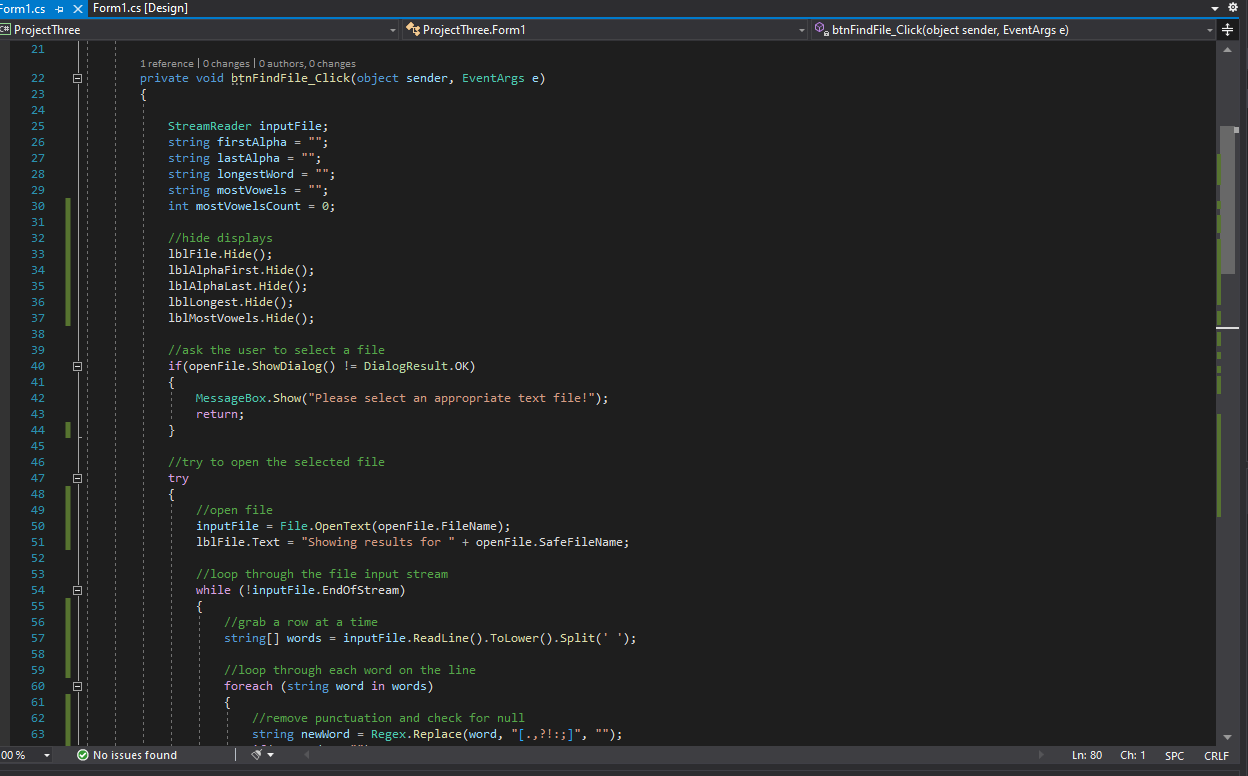 Form1.cs Form1.cs [Design]
C# ProjectThree ProjectThree.Form1 btnFindFile_Click(object sender, EventArgs e)
21
1 reference | 0 changes | 0 authors, 0 changes
22 private void btnFindFile_Click(object sender, EventArgs e)
23 {
24
25 StreamReader inputFile;
26 string firstAlpha = "";
27 string lastAlpha = "";
28 string longestWord = "";
29 string mostVowels = "";
30 int mostVowelsCount = 0;
31
32 //hide displays
33 lblFile.Hide();
34 lblAlphaFirst.Hide();
35 lblAlphaLast.Hide();
36 lblLongest.Hide();
37 lblMostVowels.Hide();
38
39 //ask the user to select a file
40 if(openFile.ShowDialog() != DialogResult.OK)
41 {
42 MessageBox.Show("Please select an appropriate text file!");
43 return;
44 }
45
46 //try to open the selected file
47 try
48 {
49 //open file
50 inputFile = File.OpenText(openFile.FileName);
51 lblFile.Text = "Showing results for " + openFile.SafeFileName;
52
53 //loop through the file input stream
54 while (!inputFile.EndOfStream)
55 {
56 //grab a row at a time
57 string[] words = inputFile.ReadLine().ToLower().Split(' ');
58
59 //loop through each word on the line
60 foreach (string word in words)
61 {
62 //remove punctuation and check for null
63 string newWord = Regex.Replace(word, "[.,?!:;]", "");
00 % No issues found Ln: 80 Ch: 1 SPC CRLF